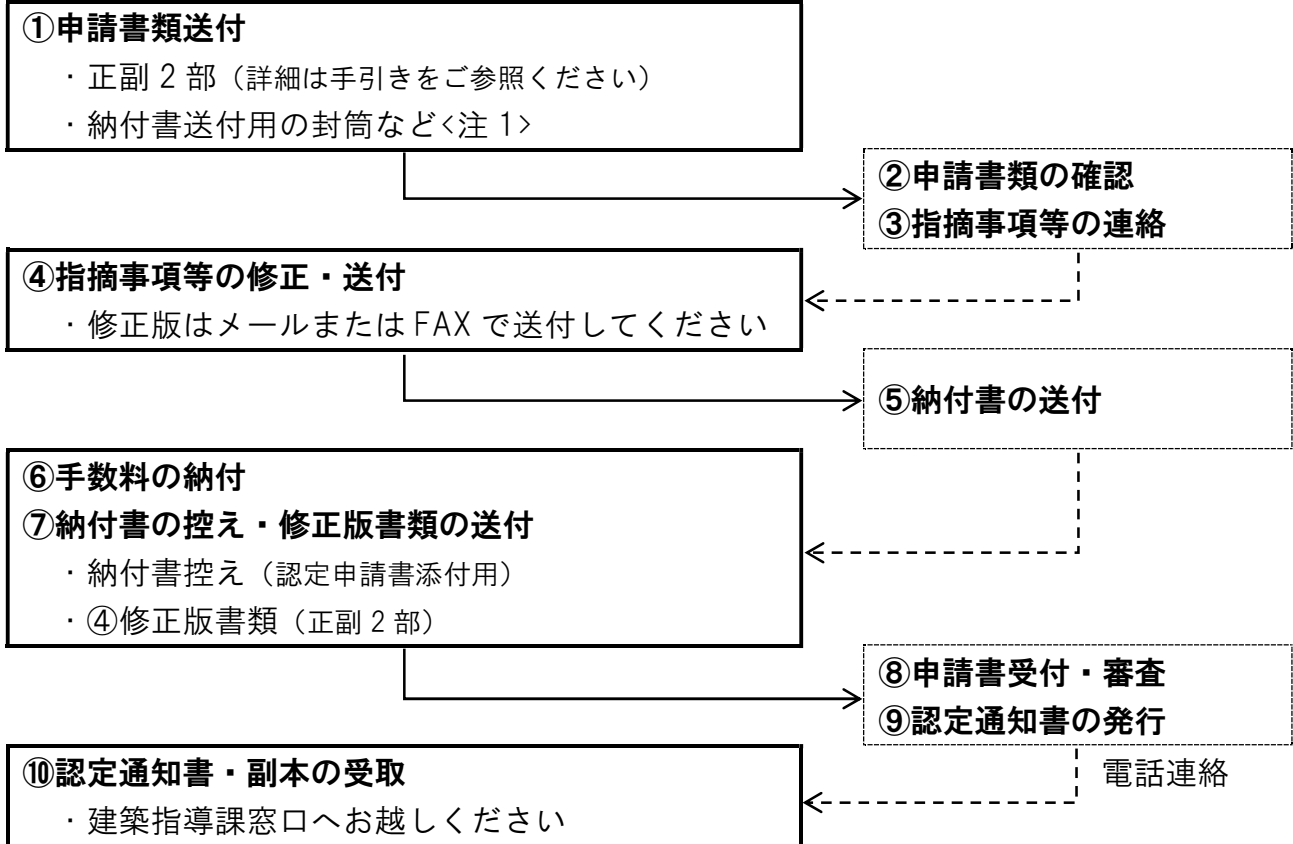 ①申請書類送付
・正副2部（詳細は手引きをご参照ください）
・納付書送付用の封筒など<注1>
②申請書類の確認
③指摘事項等の連絡
④指摘事項等の修正・送付
・修正版はメールまたはFAXで送付してください
⑤納付書の送付
⑥手数料の納付
⑦納付書の控え・修正版書類の送付
・納付書控え（認定申請書添付用）
・④修正版書類（正副2部）
⑧申請書受付・審査
⑨認定通知書の発行
電話連絡
⑩認定通知書・副本の受取
・建築指導課窓口へお越しください